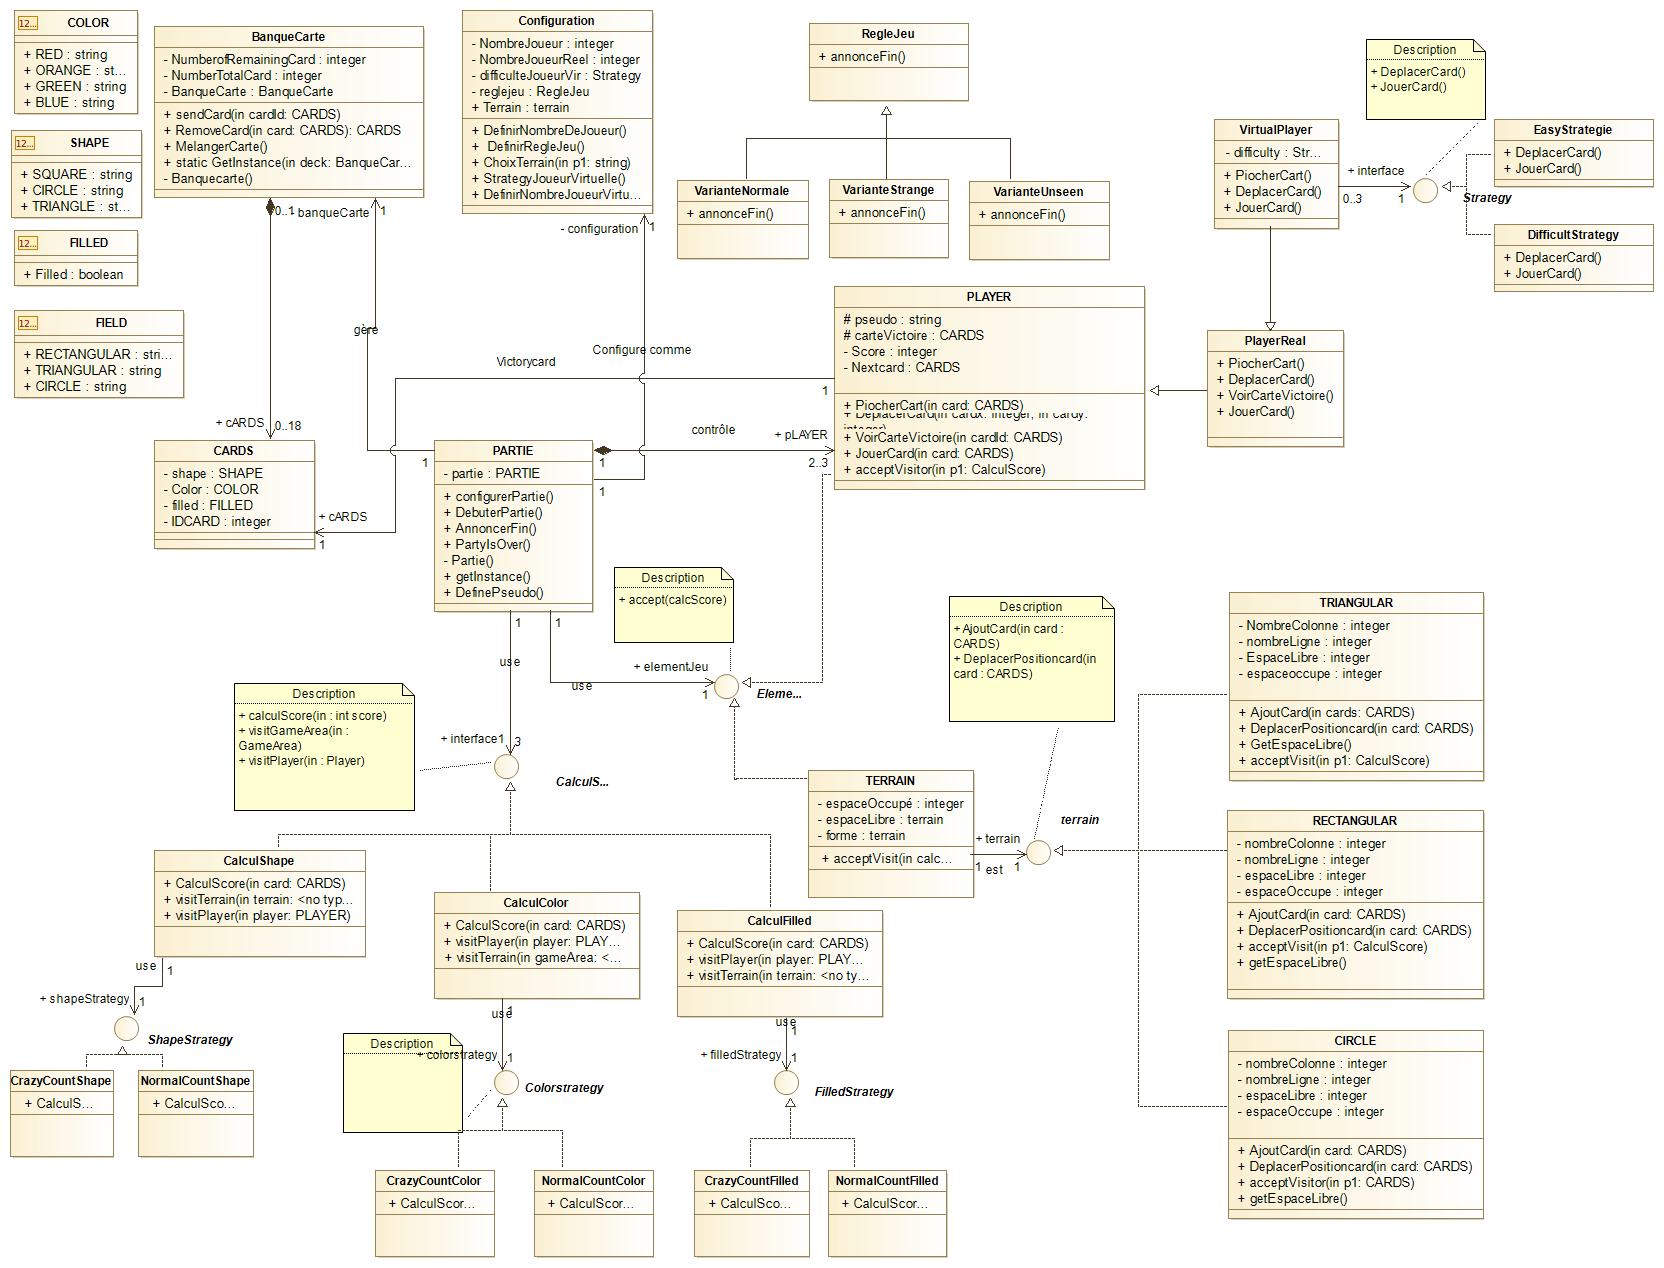 COLOR
+ RED : string
+ ORANGE : st...
+ GREEN : string
+ BLUE : string
SHAPE
+ SQUARE : string
+ CIRCLE : string
+ TRIANGLE : st...
FILLED
+ Filled : boolean
FIELD
+ RECTANGULAR : stri...
+ TRIANGULAR : string
+ CIRCLE : string
BanqueCarte
- NumberofRemainingCard : integer
- NumberTotalCard : integer
- BanqueCarte : BanqueCarte
+ sendCard(in cardId: CARDS)
+ RemoveCard(in card: CARDS): CARDS
+ MelangerCarte()
+ static GetInstance(in deck: BanqueCar...
- Banquecarte()
0..1
banqueCarte
1
Configuration
- NombreJoueur : integer
- NombreJoueurReel : integer
- difficulteJoueurVir : Strategy
- reglejeu : RegleJeu
+ Terrain : terrain
+ DefinirNombreDeJoueur()
+ DefinirRegleJeu()
+ ChoixTerrain(in p1: string)
+ StrategyJoueurVirtuelle()
+ DefinirNombreJoueurVirtu...
- configuration
1
RegleJeu
+ annonceFin()
VarianteNormale
+ annonceFin()
VarianteStrange
+ annonceFin()
VarianteUnseen
+ annonceFin()
Description
+ DeplacerCard()
+ JouerCard()
VirtualPlayer
- difficulty : Str...
+ PiocherCart()
+ DeplacerCard()
+ JouerCard()
+ interface
0..3
1
Strategy
EasyStrategie
+ DeplacerCard()
+ JouerCard()
DifficultStrategy
+ DeplacerCard()
+ JouerCard()
PLAYER
# pseudo : string
# carteVictoire : CARDS
- Score : integer
- Nextcard : CARDS
+ PiocherCart(in card: CARDS)
+ DeplacerCard(in cardx: integer, in cardy: integer)
+ VoirCarteVictoire(in cardId: CARDS)
+ JouerCard(in card: CARDS)
+ acceptVisitor(in p1: CalculScore)
PlayerReal
+ PiocherCart()
+ DeplacerCard()
+ VoirCarteVictoire()
+ JouerCard()
gère
Configure comme
Victorycard
1
+ cARDS
0..18
CARDS
- shape : SHAPE
- Color : COLOR
- filled : FILLED
- IDCARD : integer
+ cARDS
1
1
PARTIE
- partie : PARTIE
+ configurerPartie()
+ DebuterPartie()
+ AnnoncerFin()
+ PartyIsOver()
- Partie()
+ getInstance()
+ DefinePseudo()
contrôle
+ pLAYER
1
2..3
1
1
1
use
use
Description
+ accept(calcScore)
+ elementJeu
1
Eleme...
Description
+ calculScore(in : int score)
+ visitGameArea(in :
GameArea)
+ visitPlayer(in : Player)
+ interface1
3
CalculS...
Description
+ AjoutCard(in card :
CARDS)
+ DeplacerPositioncard(in
card : CARDS)
TERRAIN
- espaceOccupé : integer
- espaceLibre : terrain
- forme : terrain
+ acceptVisit(in calc...
+ terrain
1
est
1
terrain
TRIANGULAR
- NombreColonne : integer
- nombreLigne : integer
- EspaceLibre : integer
- espaceoccupe : integer
+ AjoutCard(in cards: CARDS)
+ DeplacerPositioncard(in card: CARDS)
+ GetEspaceLibre()
+ acceptVisit(in p1: CalculScore)
RECTANGULAR
- nombreColonne : integer
- nombreLigne : integer
- espaceLibre : integer
- espaceOccupe : integer
+ AjoutCard(in card: CARDS)
+ DeplacerPositioncard(in card: CARDS)
+ acceptVisit(in p1: CalculScore)
+ getEspaceLibre()
CIRCLE
- nombreColonne : integer
- nombreLigne : integer
- espaceLibre : integer
- espaceOccupe : integer
+ AjoutCard(in card: CARDS)
+ DeplacerPositioncard(in card: CARDS)
+ acceptVisitor(in p1: CARDS)
+ getEspaceLibre()
CalculShape
+ CalculScore(in card: CARDS)
+ visitTerrain(in terrain: <no typ...
+ visitPlayer(in player: PLAYER)
CalculColor
+ CalculScore(in card: CARDS)
+ visitPlayer(in player: PLAY...
+ visitTerrain(in gameArea: <...
CalculFilled
+ CalculScore(in card: CARDS)
+ visitPlayer(in player: PLAY...
+ visitTerrain(in terrain: <no ty...
use
1
+ shapeStrategy
1
ShapeStrategy
CrazyCountShape
+ CalculS...
NormalCountShape
+ CalculSco...
use
1
Description
+ colorstrategy
1
Colorstrategy
CrazyCountColor
+ CalculScor...
NormalCountColor
+ CalculScor...
use
1
+ filledStrategy
1
FilledStrategy
CrazyCountFilled
+ CalculSco...
NormalCountFilled
+ CalculScor...